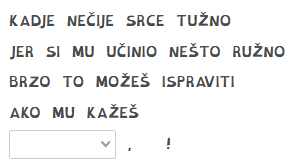 KADJE NEČIJE SRCE TUŽNO
JER SI MU UČINIO NEŠTO RUŽNO
BRZO TO MOŽEŠ ISPRAVITI
AKO MU KAŽEŠ
, !